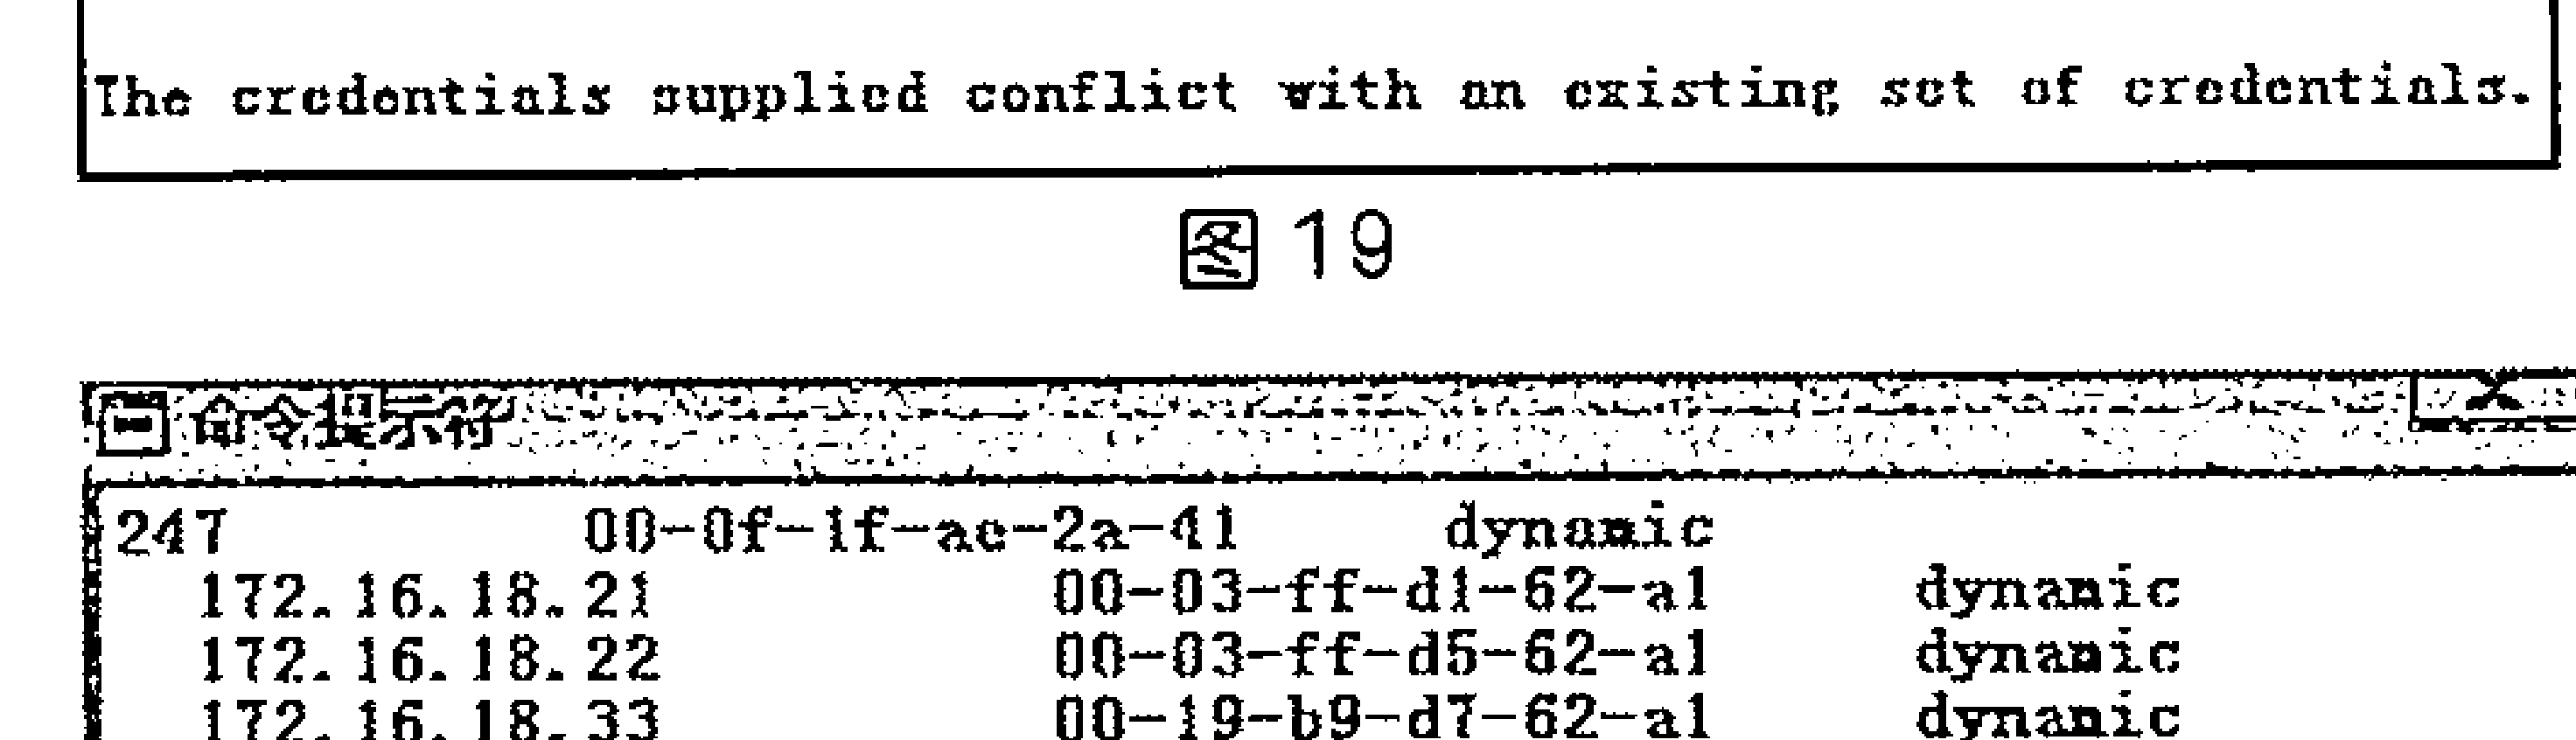 The credentials supplied conflict with an existing set of credentials.
图 19
命令提示符
247 00-0f-1f-ae-2a-41 dynamic
172.16.18.21 00-03-ff-d1-62-a1 dynamic
172.16.18.22 00-03-ff-d5-62-a1 dynamic
172.16.18.33 00-19-b9-d7-62-a1 dynamic